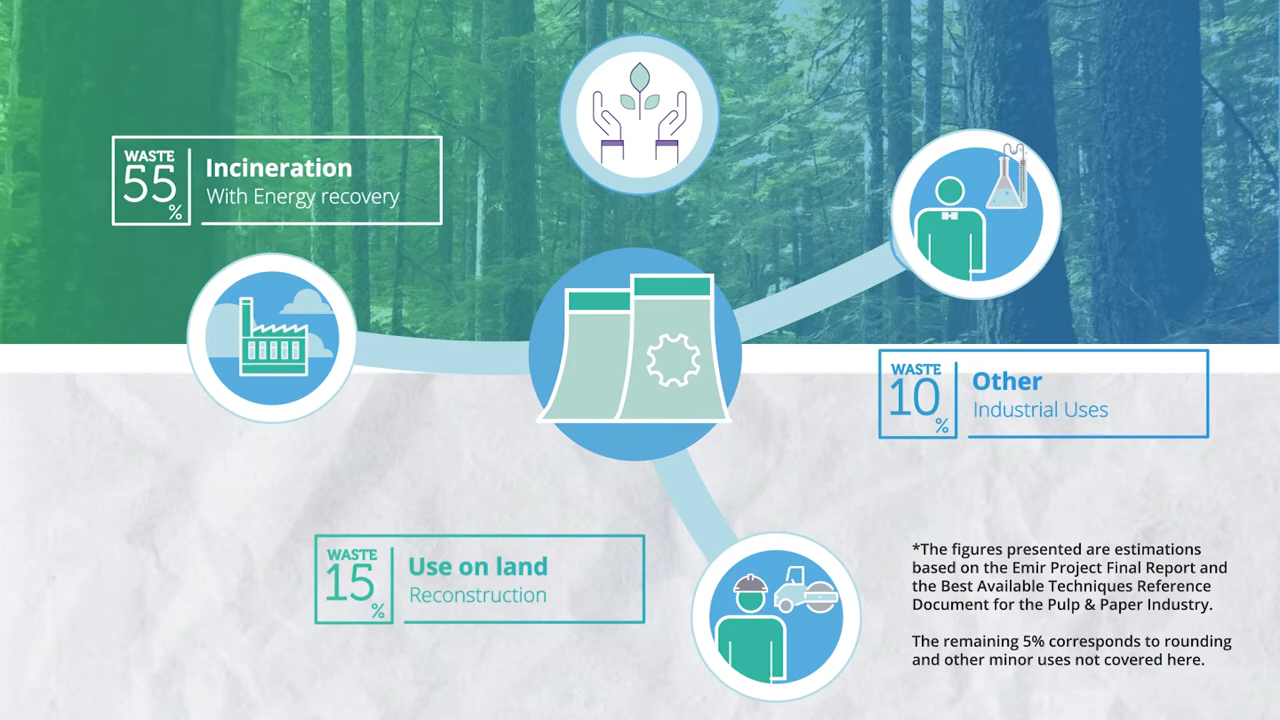 WASTE
55
%
Incineration
With Energy recovery
WASTE
10
%
Other
Industrial Uses
WASTE
15
%
Use on land
Reconstruction
*The figures presented are estimations
based on the Emir Project Final Report and
the Best Available Techniques Reference
Document for the Pulp & Paper Industry.
The remaining 5% corresponds to rounding
and other minor uses not covered here.